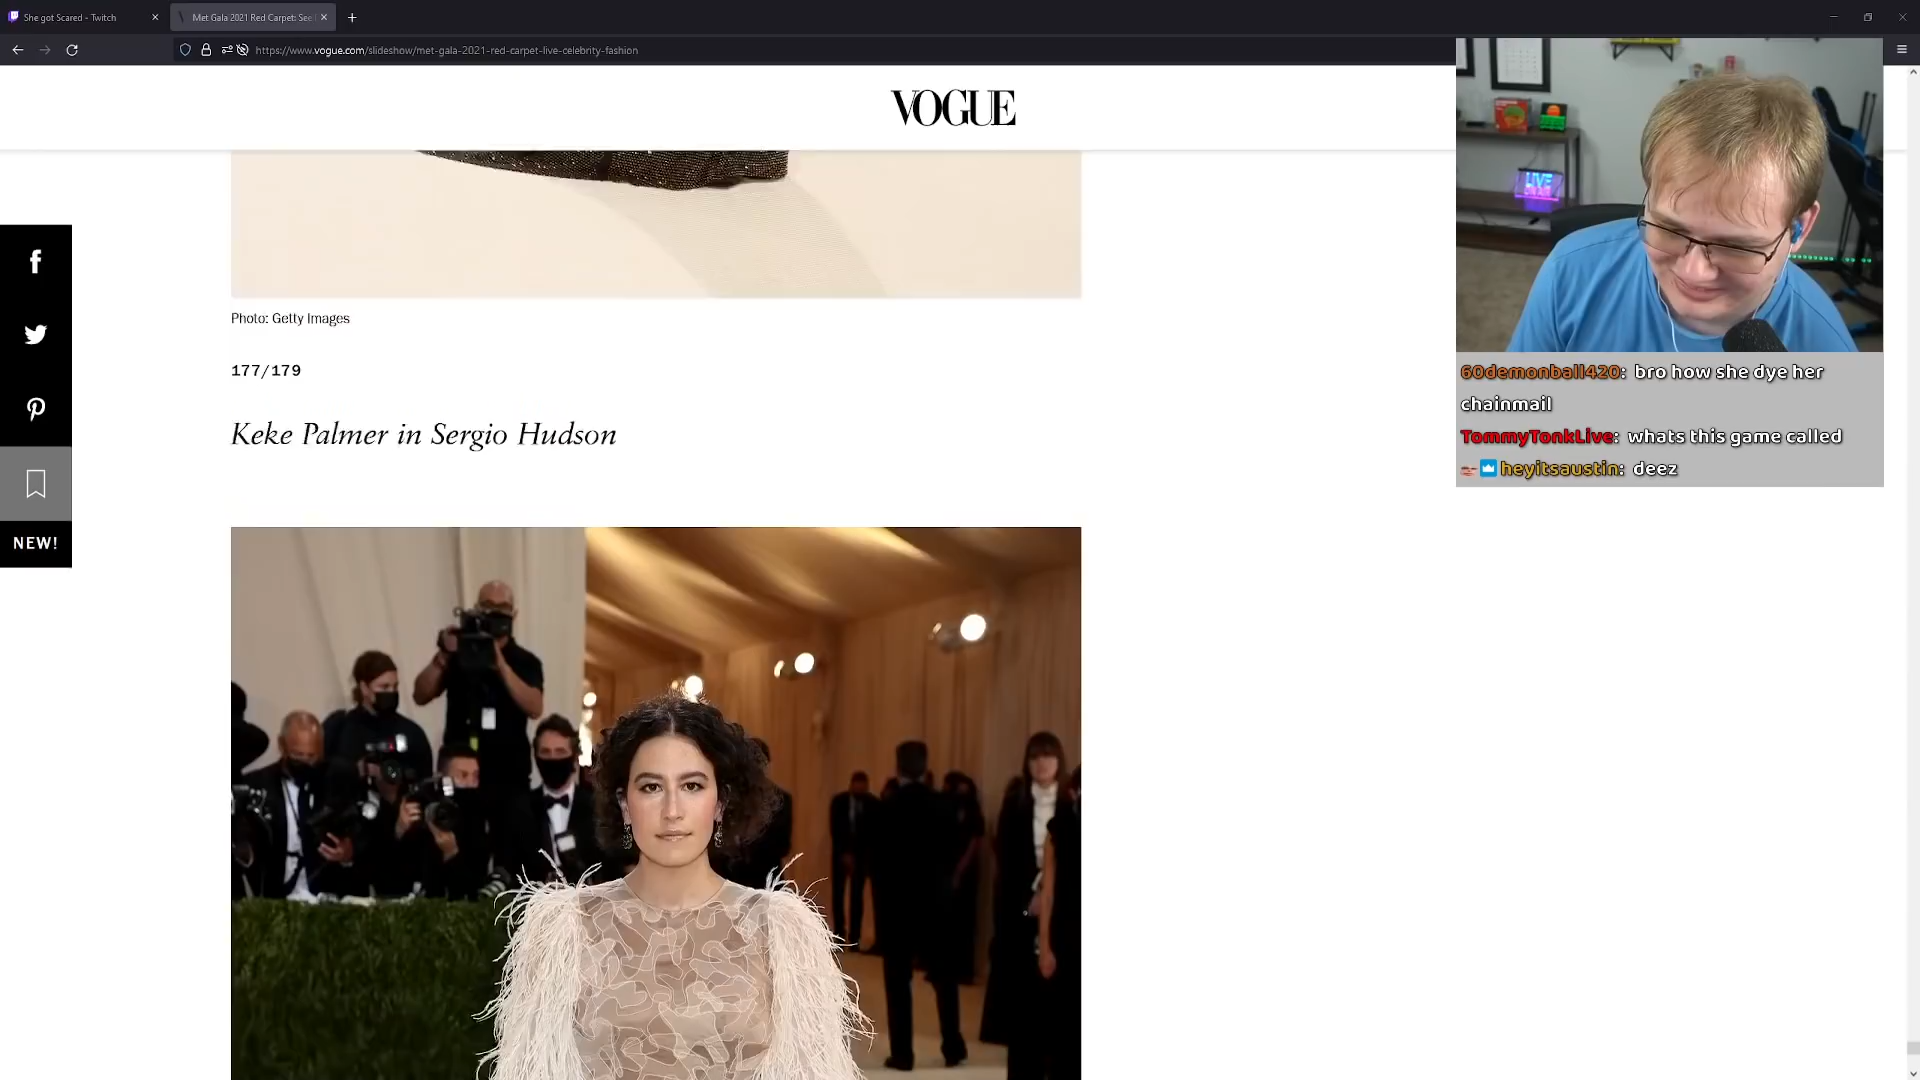 She got Scared - Twitch
Met Gala 2021 Red Carpet: See
https://www.vogue.com/slideshow/met-gala-2021-red-carpet-live-celebrity-fashion
VOGUE
LIVE
Photo: Getty Images
177/179
Keke Palmer in Sergio Hudson
NEW!
60demonball420: bro how she dye her
chainmail
TommyTonkLive: whats this game called
heyitsaustin: deez